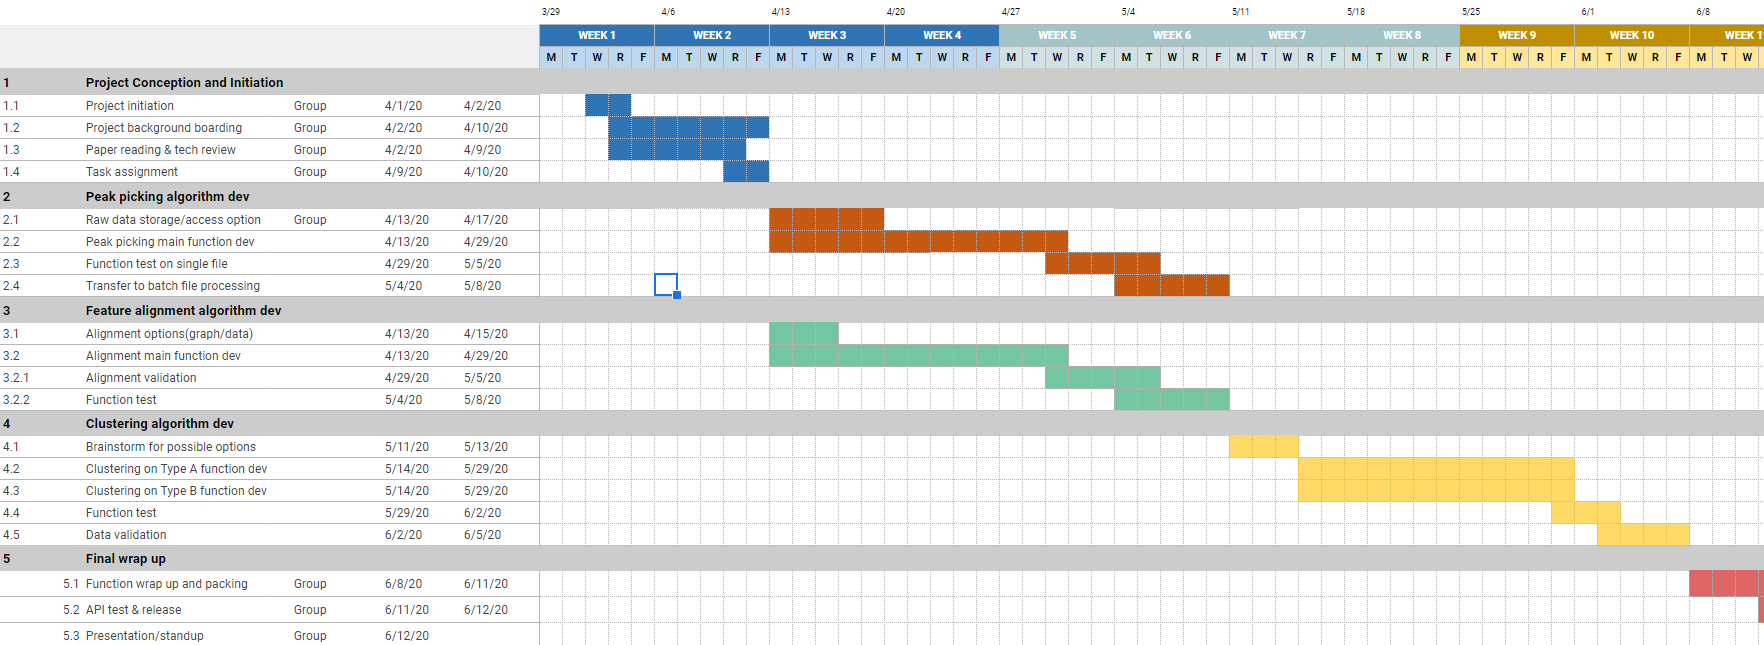 3/29 4/6 4/13 4/20 4/27 5/4 5/11 5/18 5/25 6/1 6/8
WEEK 1 WEEK 2 WEEK 3 WEEK 4 WEEK 5 WEEK 6 WEEK 7 WEEK 8 WEEK 9 WEEK 10 WEEK 1
M T W R F M T W R F M T W R F M T W R F M T W R F M T W R F M T W R F M T W R F M T W R F M T W R F M T W
1 Project Conception and Initiation
1.1 Project initiation Group 4/1/20 4/2/20
1.2 Project background boarding Group 4/2/20 4/10/20
1.3 Paper reading & tech review Group 4/2/20 4/9/20
1.4 Task assignment Group 4/9/20 4/10/20
2 Peak picking algorithm dev
2.1 Raw data storage/access option Group 4/13/20 4/17/20
2.2 Peak picking main function dev 4/13/20 4/29/20
2.3 Function test on single file 4/29/20 5/5/20
2.4 Transfer to batch file processing 5/4/20 5/8/20
3 Feature alignment algorithm dev
3.1 Alignment options(graph/data) 4/13/20 4/15/20
3.2 Alignment main function dev 4/13/20 4/29/20
3.2.1 Alignment validation 4/29/20 5/5/20
3.2.2 Function test 5/4/20 5/8/20
4 Clustering algorithm dev
4.1 Brainstorm for possible options 5/11/20 5/13/20
4.2 Clustering on Type A function dev 5/14/20 5/29/20
4.3 Clustering on Type B function dev 5/14/20 5/29/20
4.4 Function test 5/29/20 6/2/20
4.5 Data validation 6/2/20 6/5/20
5 Final wrap up
5.1 Function wrap up and packing Group 6/8/20 6/11/20
5.2 API test & release Group 6/11/20 6/12/20
5.3 Presentation/standup Group 6/12/20